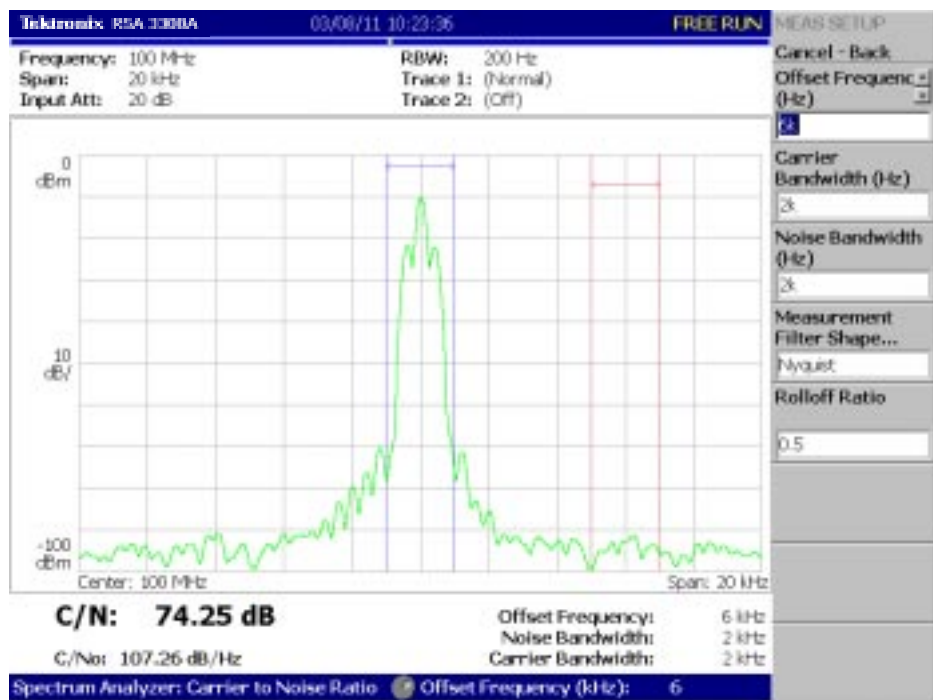 Tektronix RSA 3308A 03/08/11 10:23:36 FREE RUN
Frequency: 100 MHz RBW: 200 Hz
Span: 20 kHz Trace 1: (Normal)
Input Att: 20 dB Trace 2: (Off)
0
dBm
10
dB/
-100
dBm
Center: 100 MHz Span: 20 kHz
C/N: 74.25 dB
C/No: 107.26 dB/Hz
Offset Frequency: 6 kHz
Noise Bandwidth: 2 kHz
Carrier Bandwidth: 2 kHz
Spectrum Analyzer: Carrier to Noise Ratio Offset Frequency (kHz): 6
MEAS SETUP
Cancel - Back
Offset Frequenc
(Hz)
6k
Carrier
Bandwidth (Hz)
2k
Noise Bandwidth
(Hz)
2k
Measurement
Filter Shape...
Nyquist
Rolloff Ratio
0.5